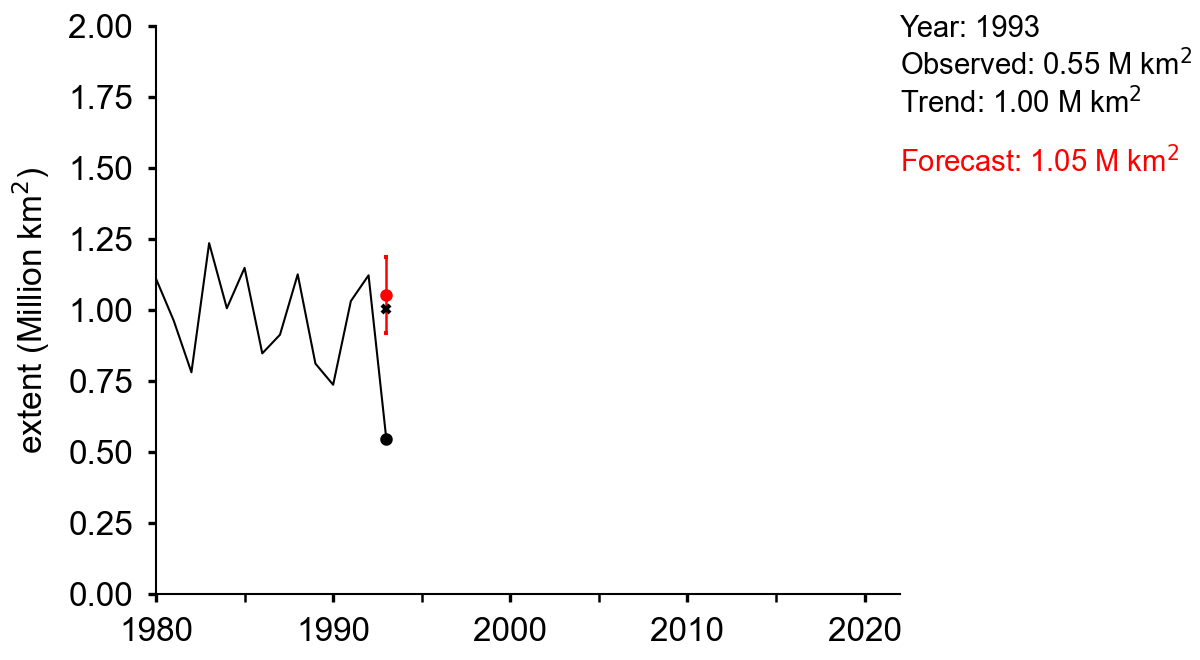 2.00
1.75
1.50
1.25
1.00
0.75
0.50
0.25
0.00
extent (Million km²)
1980 1990 2000 2010 2020
Year: 1993
Observed: 0.55 M km²
Trend: 1.00 M km²
Forecast: 1.05 M km²